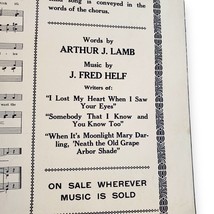 song is conveyed in the
words of the chorus.
Words by
ARTHUR J. LAMB
Music by
J. FRED HELF
Writers of:
"I Lost My Heart When I Saw
Your Eyes"
"Somebody That I Know and
You Know Too"
"When It's Moonlight Mary Dar-
ling, 'Neath the Old Grape
Arbor Shade"
ON SALE WHEREVER
MUSIC IS SOLD